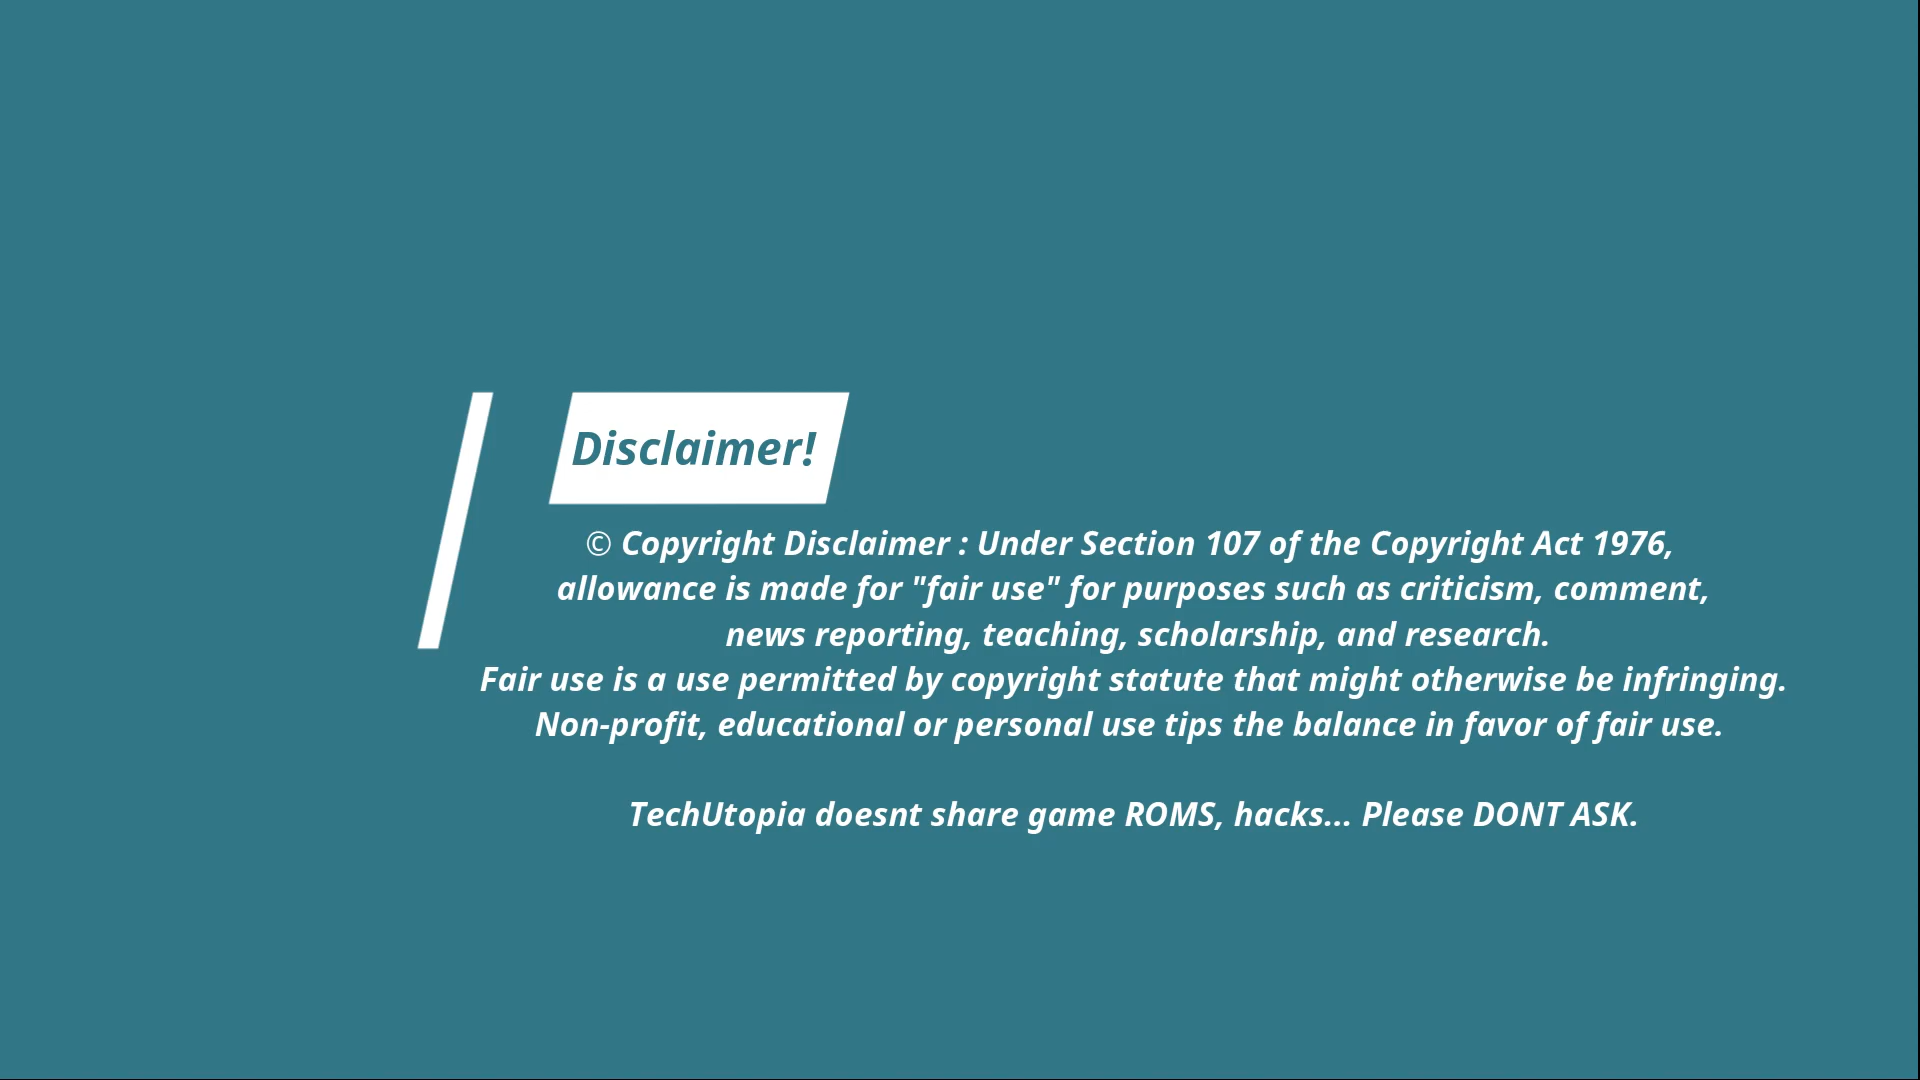 Disclaimer!
© Copyright Disclaimer : Under Section 107 of the Copyright Act 1976,
allowance is made for "fair use" for purposes such as criticism, comment,
news reporting, teaching, scholarship, and research.
Fair use is a use permitted by copyright statute that might otherwise be infringing.
Non-profit, educational or personal use tips the balance in favor of fair use.
TechUtopia doesnt share game ROMS, hacks... Please DONT ASK.